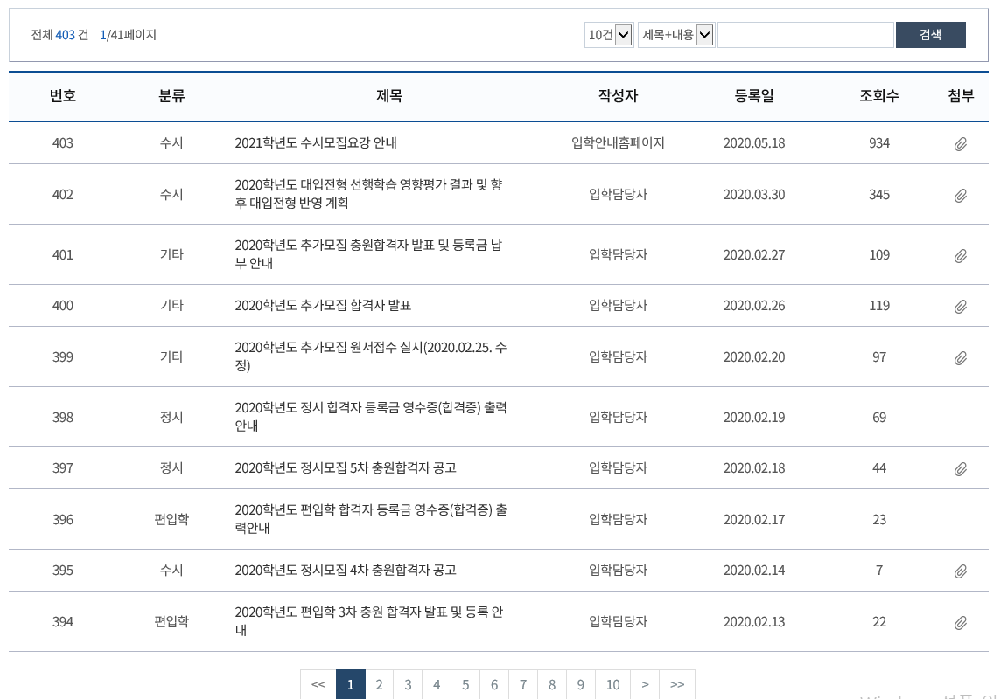 전체 403 건 1/41페이지 10건 제목+내용 검색
번호 분류 제목 작성자 등록일 조회수 첨부
403 수시 2021학년도 수시모집요강 안내 입학안내홈페이지 2020.05.18 934
402 수시 2020학년도 대입전형 선행학습 영향평가 결과 및 향 입학담당자 2020.03.30 345
후 대입전형 반영 계획
401 기타 2020학년도 추가모집 충원합격자 발표 및 등록금 납 입학담당자 2020.02.27 109
부 안내
400 기타 2020학년도 추가모집 합격자 발표 입학담당자 2020.02.26 119
399 기타 2020학년도 추가모집 원서접수 실시(2020.02.25. 수 입학담당자 2020.02.20 97
정)
398 정시 2020학년도 정시 합격자 등록금 영수증(합격증) 출력 입학담당자 2020.02.19 69
안내
397 정시 2020학년도 정시모집 5차 충원합격자 공고 입학담당자 2020.02.18 44
396 편입학 2020학년도 편입학 합격자 등록금 영수증(합격증) 출 입학담당자 2020.02.17 23
력안내
395 수시 2020학년도 정시모집 4차 충원합격자 공고 입학담당자 2020.02.14 7
394 편입학 2020학년도 편입학 3차 충원 합격자 발표 및 등록 안 입학담당자 2020.02.13 22
내
<< 1 2 3 4 5 6 7 8 9 10 > >>